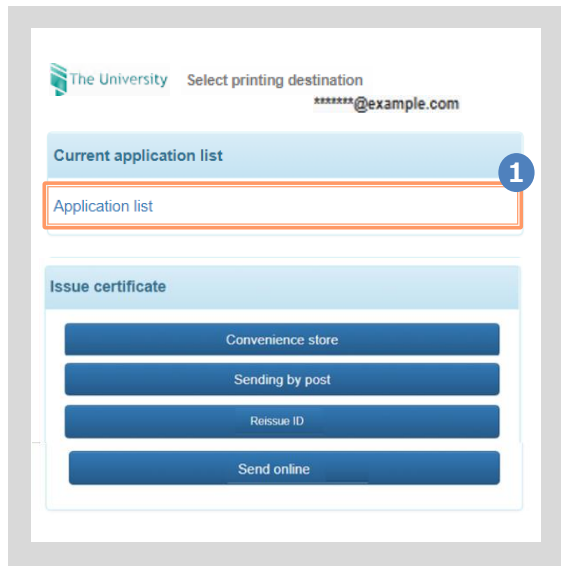 The University Select printing destination
*******@example.com
Current application list
1
Application list
Issue certificate
Convenience store
Sending by post
Reissue ID
Send online